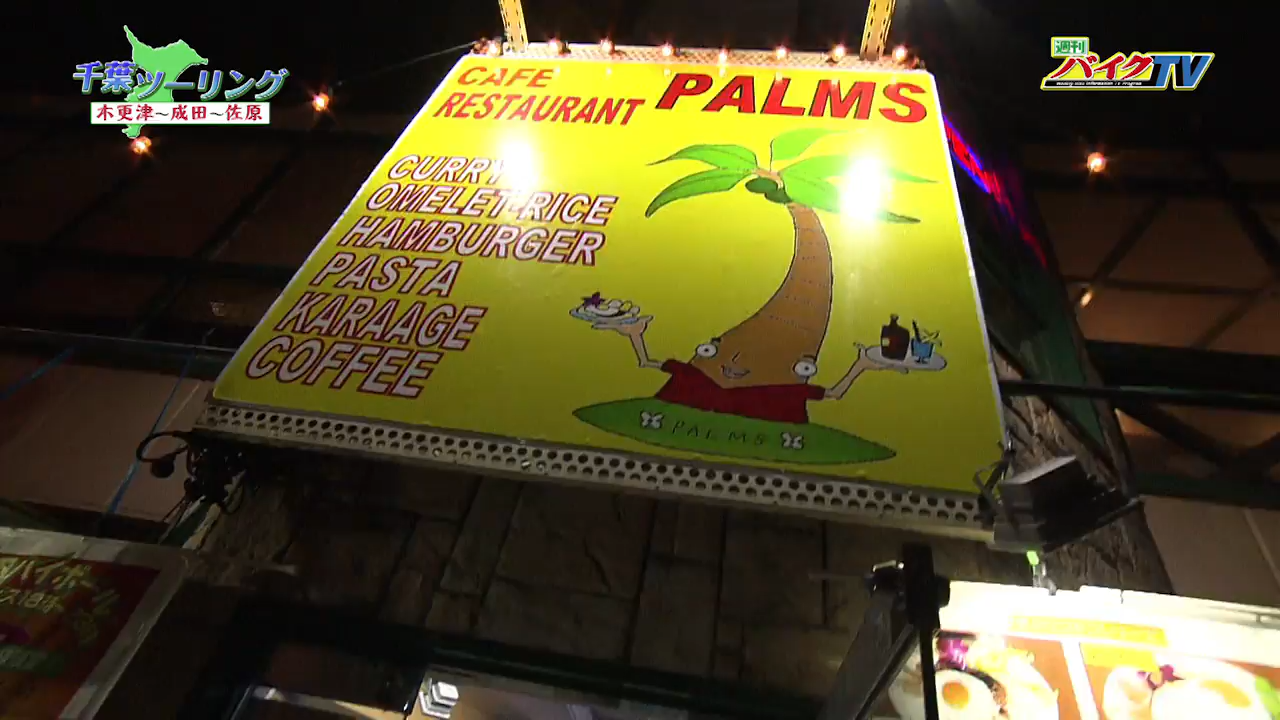 千葉ツーリング
木更津～成田～佐原
週刊
バイクTV
CAFE
RESTAURANT
PALMS
CURRY
OMELET RICE
HAMBURGER
PASTA
KARAAGE
COFFEE
PALMS